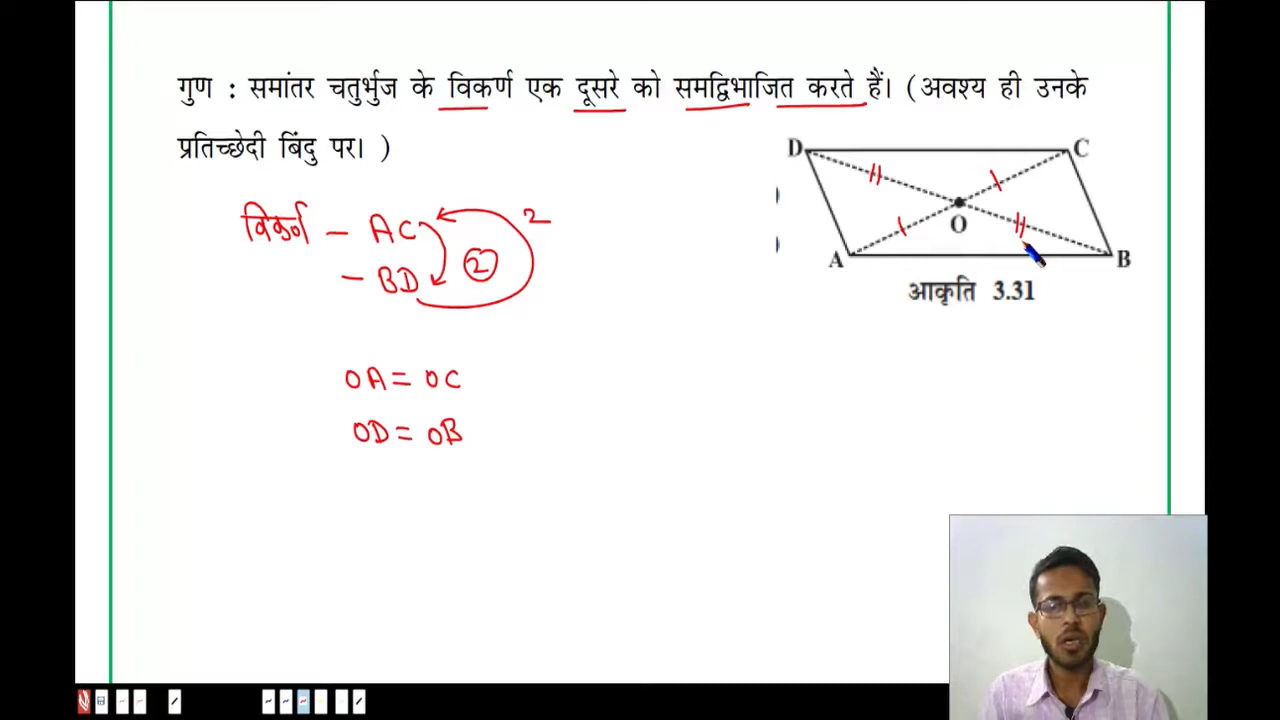 गुण : समांतर चतुर्भुज के विकर्ण एक दूसरे को समद्विभाजित करते हैं। (अवश्य ही उनके
प्रतिच्छेदी बिंदु पर। )
D
C
O
A
B
आकृति 3.31
विकर्ण – AC
2
– BD
2
OA = OC
OD = OB